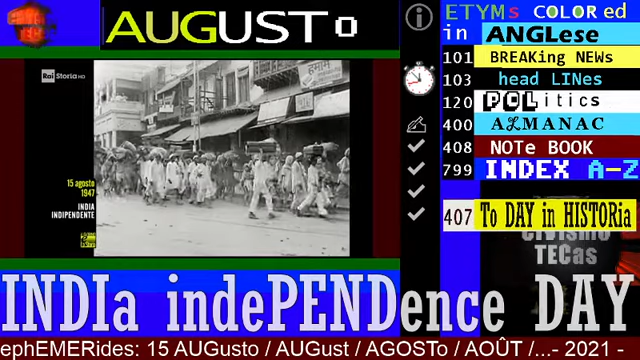 AUGUSTo
ETYMs COLORed
in ANGLese
101 BREAKing NEWs
103 head LINes
120 POLitics
400 ALMANAC
408 NOTe BOOK
799 INDEX A-Z
407 To DAY in HISTORia
CIVISmo
TECas
Rai Storia HD
15 agosto
1947
INDIA
INDIPENDENTE
INDIa indePENDence DAY
ephEMERides: 15 AUGusto / AUGust / AGOSTo / AOÛT /...- 2021 -